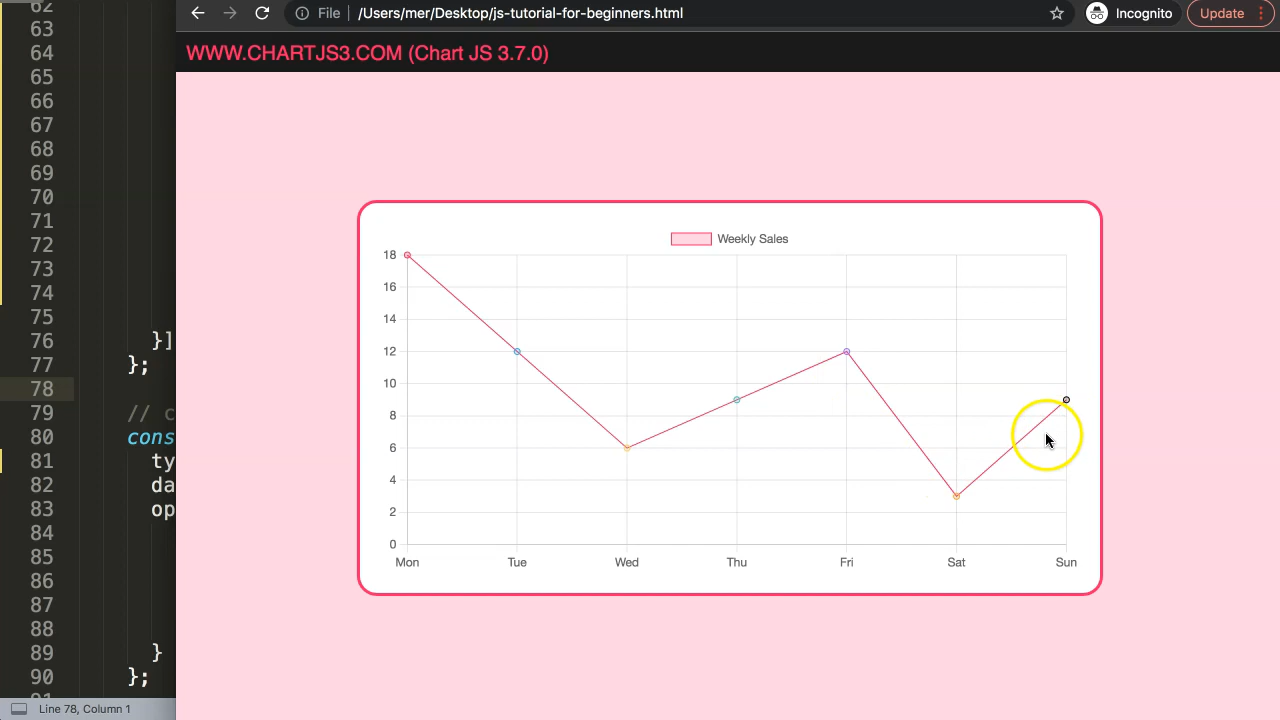 File
/Users/mer/Desktop/js-tutorial-for-beginners.html
Incognito
Update
WWW.CHARTJS3.COM (Chart JS 3.7.0)
62
63
64
65
66
67
68
69
70
71
72
73
74
75
76 }]
77 };
78
79 // c
80 cons
81 ty
82 da
83 op
84
85
86
87
88
89 }
90 };
Line 78, Column 1
Weekly Sales
18
16
14
12
10
8
6
4
2
0
Mon Tue Wed Thu Fri Sat Sun